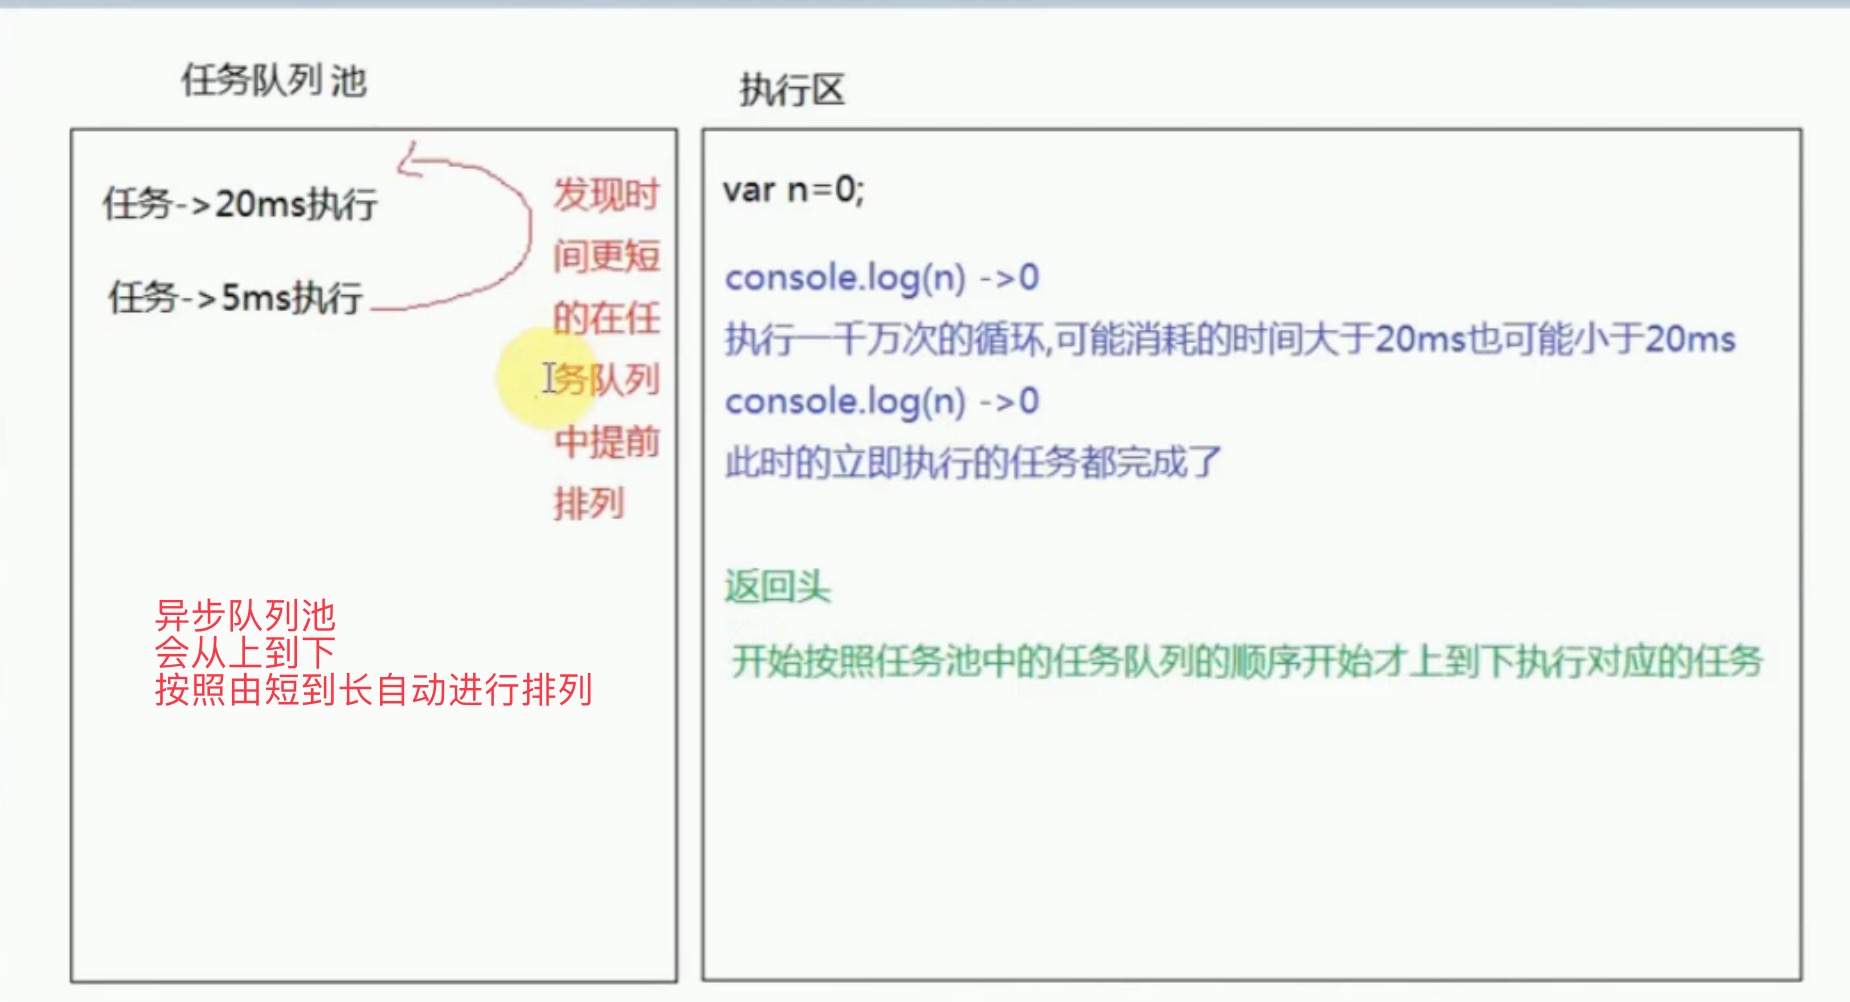 任务队列 池
任务->20ms执行
任务->5ms执行
发现时
间更短
的在任
务队列
中提前
排列
异步队列池
会从上到下
按照由短到长自动进行排列
执行区
var n=0;
console.log(n) ->0
执行一千万次的循环,可能消耗的时间大于20ms也可能小于20ms
console.log(n) ->0
此时的立即执行的任务都完成了
返回头
开始按照任务池中的任务队列的顺序开始才上到下执行对应的任务